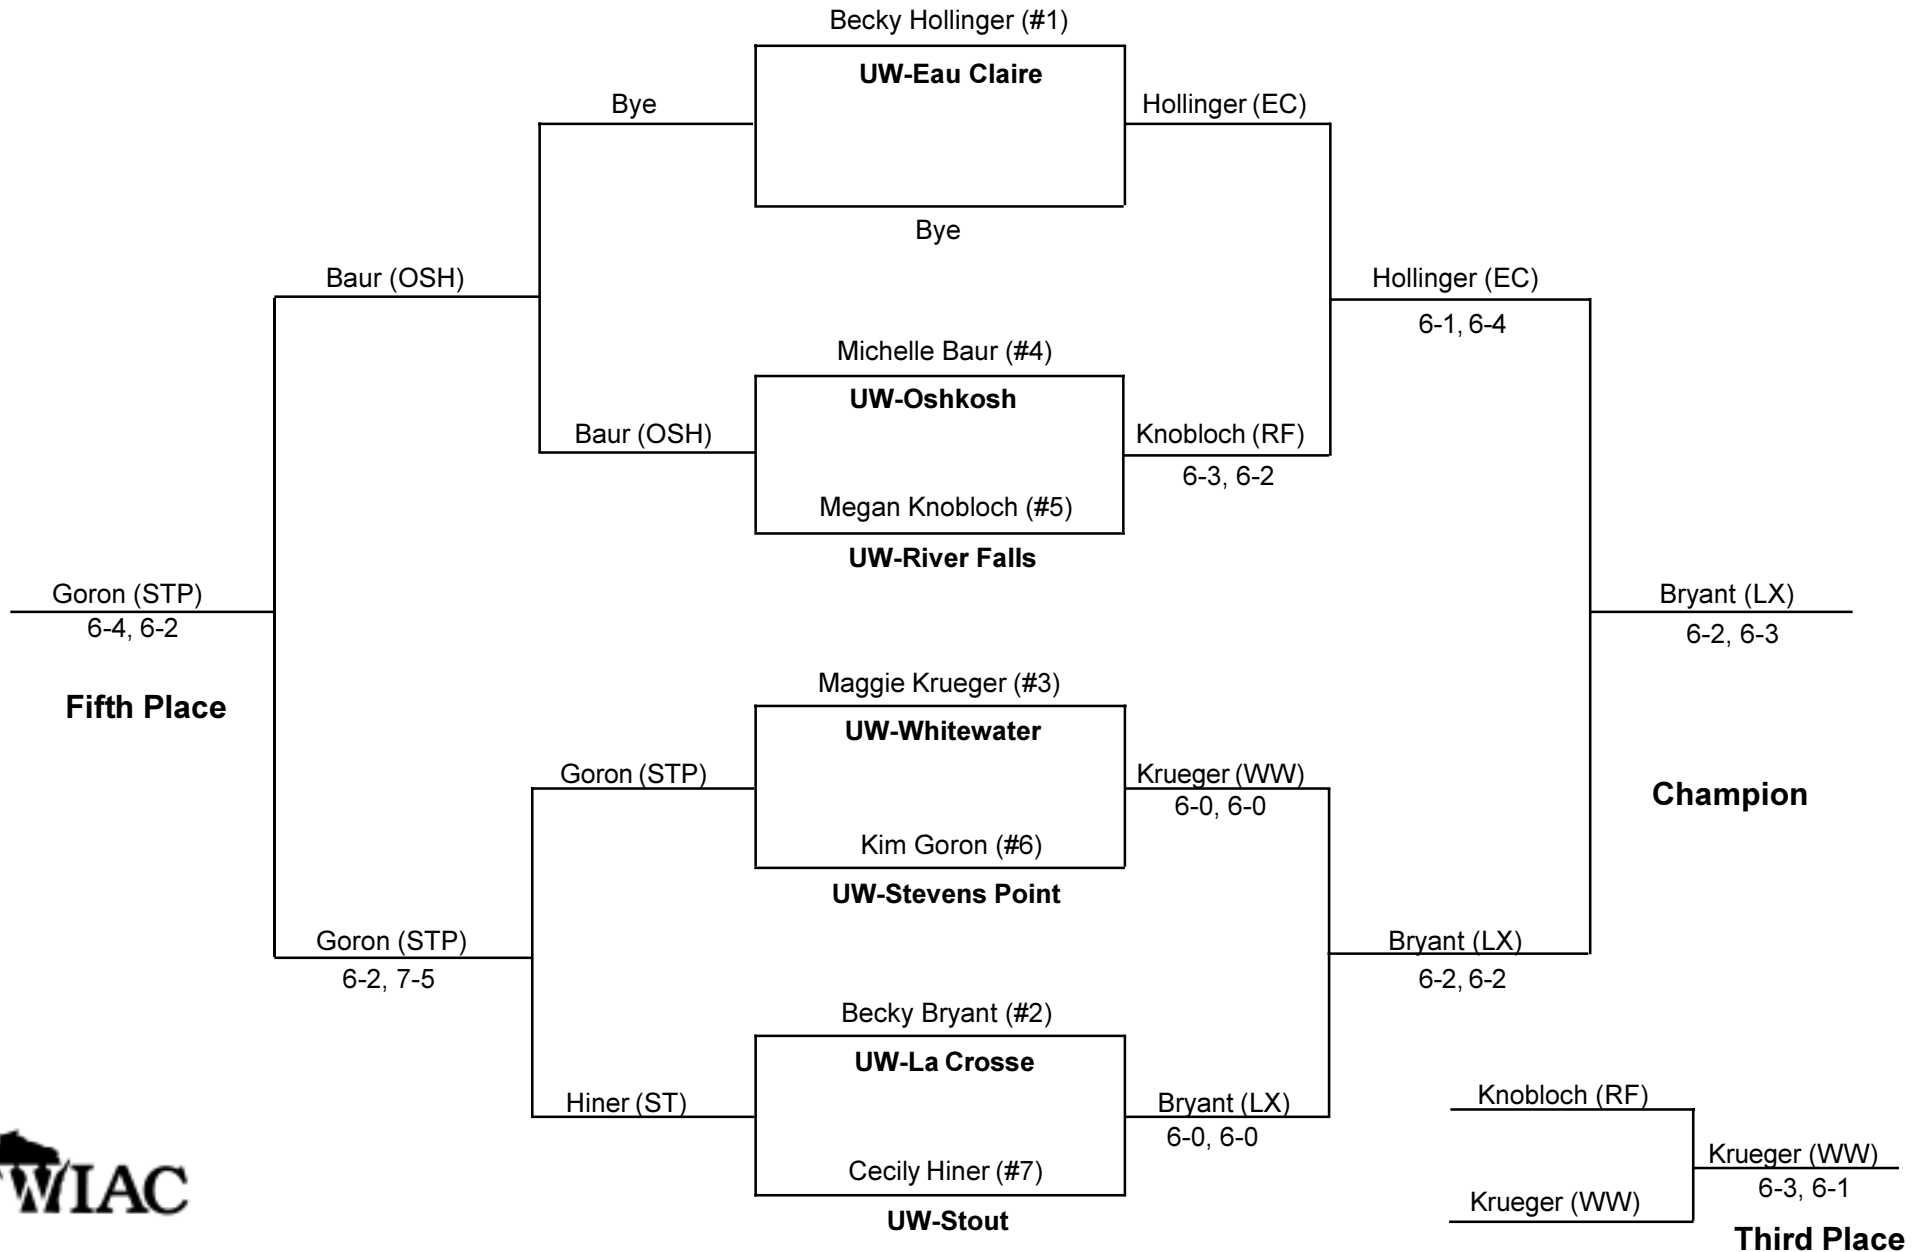 Becky Hollinger (#1)
UW-Eau Claire
Bye
Hollinger (EC)
Bye
Baur (OSH)
Hollinger (EC)
6-1, 6-4
Michelle Baur (#4)
UW-Oshkosh
Baur (OSH)
Knobloch (RF)
6-3, 6-2
Megan Knobloch (#5)
UW-River Falls
Goron (STP)
6-4, 6-2
Fifth Place
Bryant (LX)
6-2, 6-3
Champion
Maggie Krueger (#3)
UW-Whitewater
Goron (STP)
Krueger (WW)
6-0, 6-0
Kim Goron (#6)
UW-Stevens Point
Goron (STP)
6-2, 7-5
Bryant (LX)
6-2, 6-2
Becky Bryant (#2)
UW-La Crosse
Hiner (ST)
Bryant (LX)
6-0, 6-0
Cecily Hiner (#7)
UW-Stout
Knobloch (RF)
Krueger (WW)
6-3, 6-1
Krueger (WW)
Third Place
WIAC